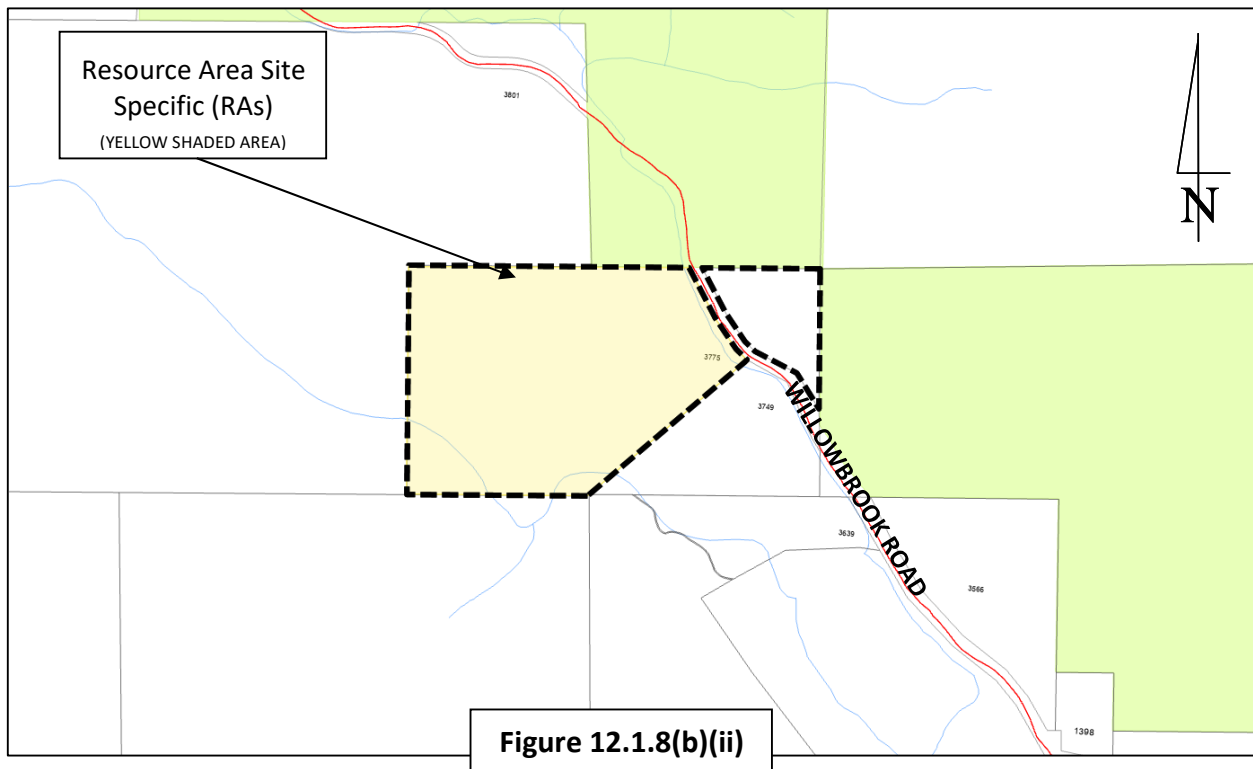 Resource Area Site
Specific (RAs)
(YELLOW SHADED AREA)
3801
N
3775
3749
WILLOWBROOK ROAD
3639
3566
1398
Figure 12.1.8(b)(ii)